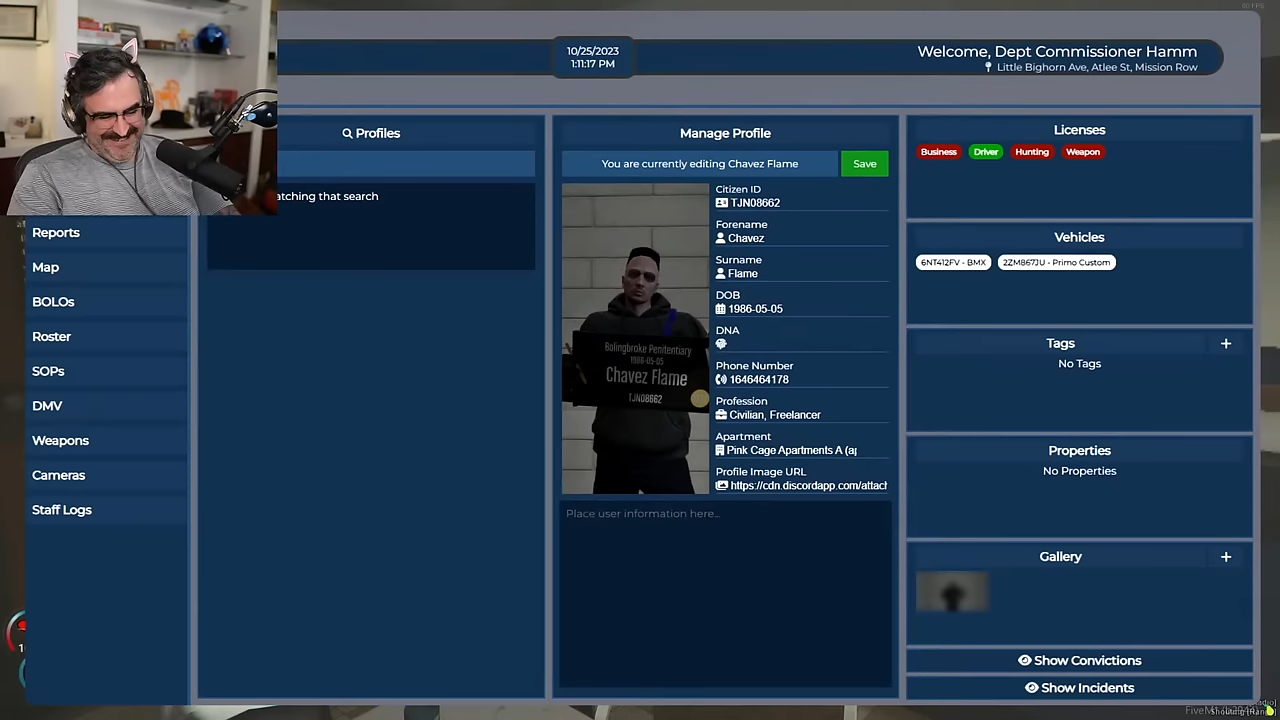 60 FPS
10/25/2023
1:11:17 PM
Welcome, Dept Commissioner Hamm
Little Bighorn Ave, Atlee St, Mission Row
Reports
Map
BOLOs
Roster
SOPs
DMV
Weapons
Cameras
Staff Logs
Profiles
atching that search
Manage Profile
You are currently editing Chavez Flame
Save
Bolingbroke Penitentiary
1986-05-05
Chavez Flame
TJN08662
Citizen ID
TJN08662
Forename
Chavez
Surname
Flame
DOB
1986-05-05
DNA
Phone Number
1646464178
Profession
Civilian, Freelancer
Apartment
Pink Cage Apartments A (a
Profile Image URL
https://cdn.discordapp.com/attach
Place user information here...
Licenses
Business Driver Hunting Weapon
Vehicles
6NT412FV - BMX 2ZM867JU - Primo Custom
Tags +
No Tags
Properties
No Properties
Gallery +
Show Convictions
Show Incidents